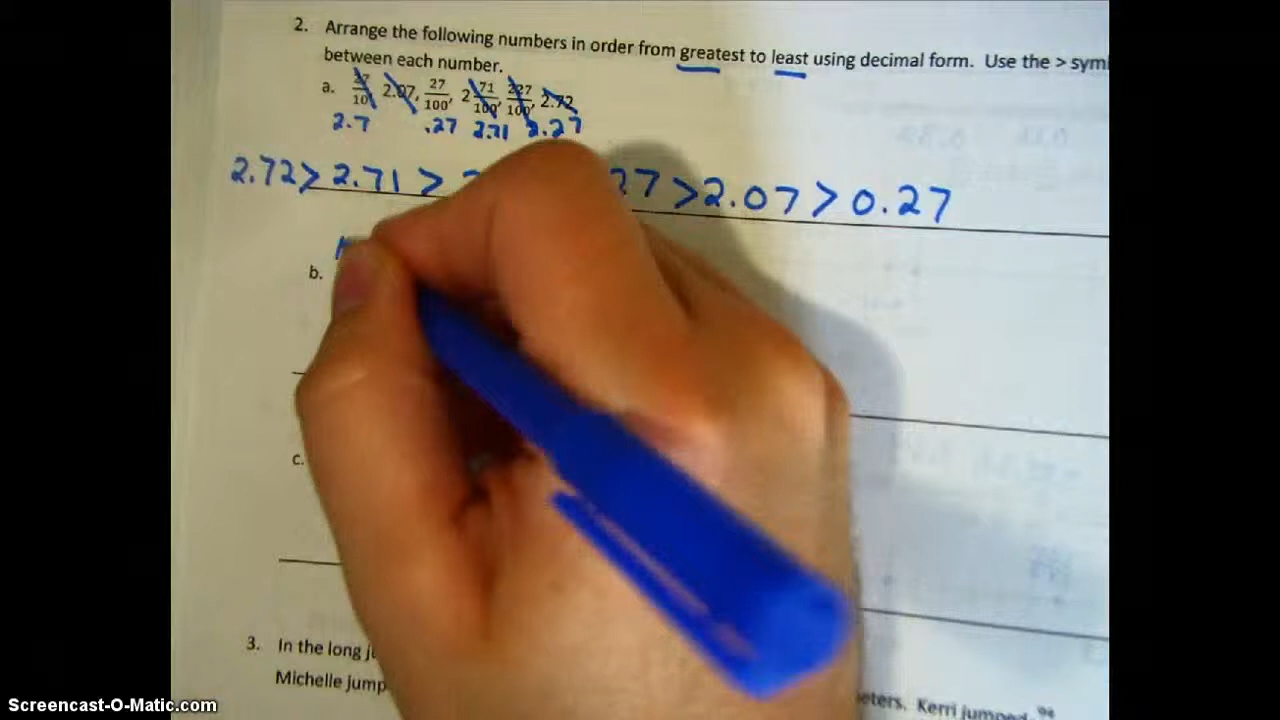 2. Arrange the following numbers in order from greatest to least using decimal form. Use the > 
between each number.
a. 27/10 2.07, 27/100, 2 71/100, 227/100, 2.72
2.7 .27 2.71 2.27
2.72 > 2.71 > 27 > 2.07 > 0.27
b.
c.
3. In the long
Michelle jump
Kerri jumped
Screencast-O-Matic.com